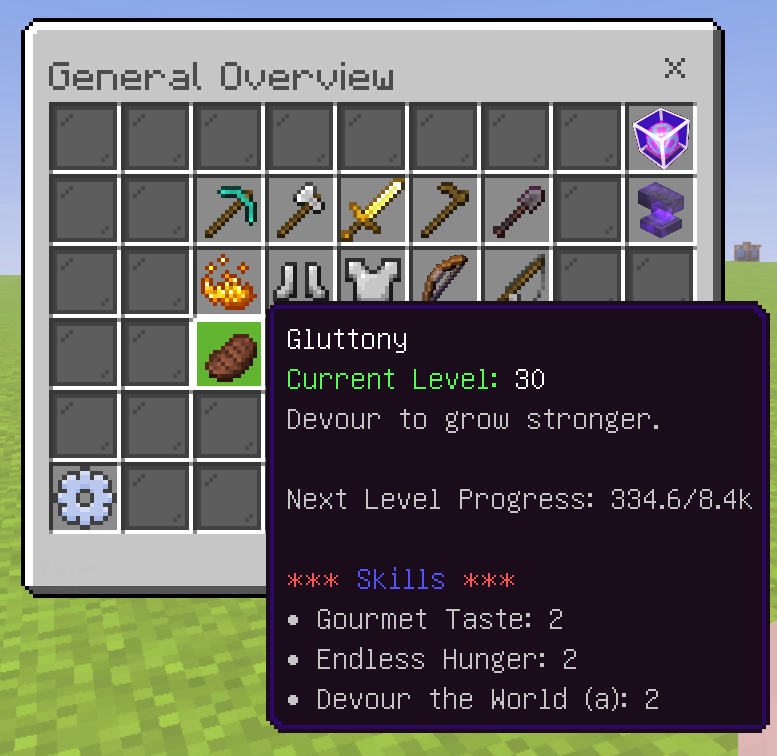 General Overview
Gluttony
Current Level: 30
Devour to grow stronger.
Next Level Progress: 334.6/8.4k
*** Skills ***
• Gourmet Taste: 2
• Endless Hunger: 2
• Devour the World (a): 2